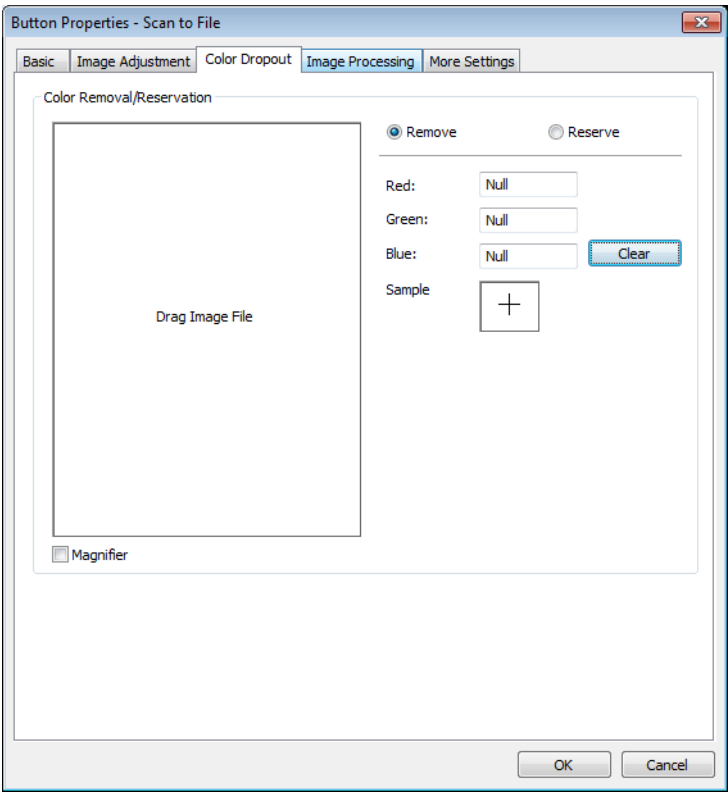 Button Properties - Scan to File
Basic Image Adjustment Color Dropout Image Processing More Settings
Color Removal/Reservation
Remove Reserve
Red: Null
Green: Null
Blue: Null Clear
Sample
Drag Image File
Magnifier
OK Cancel